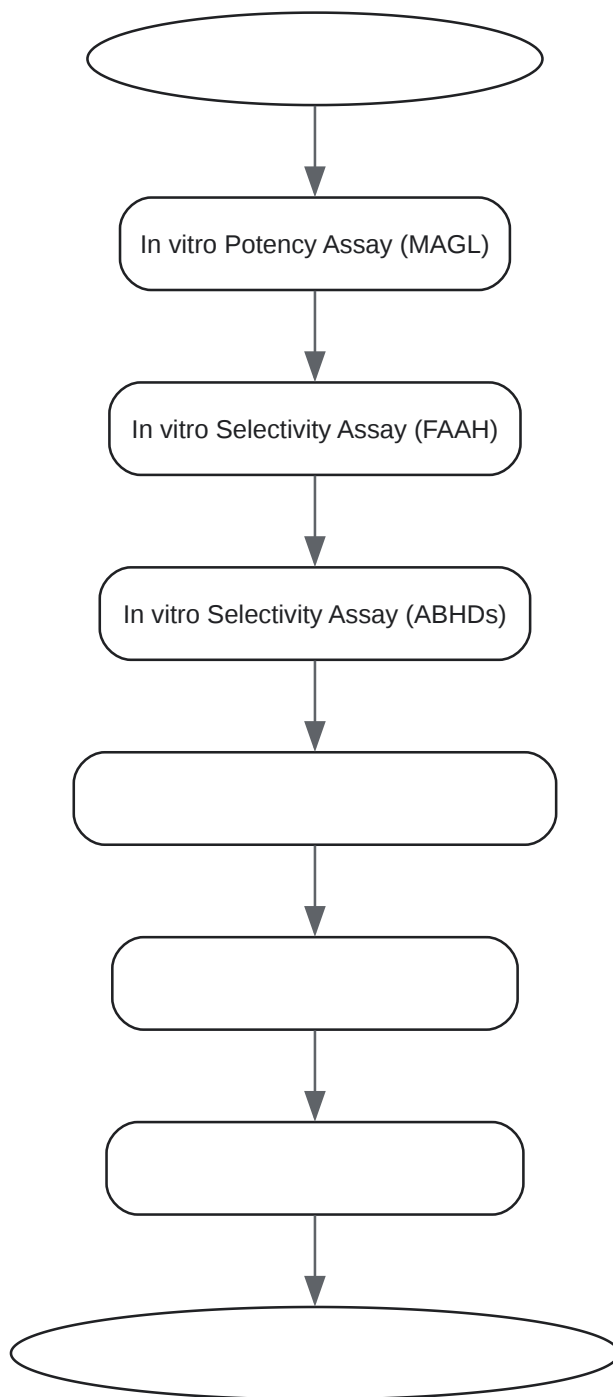 In vitro Potency Assay (MAGL)
In vitro Selectivity Assay (FAAH)
In vitro Selectivity Assay (ABHDs)